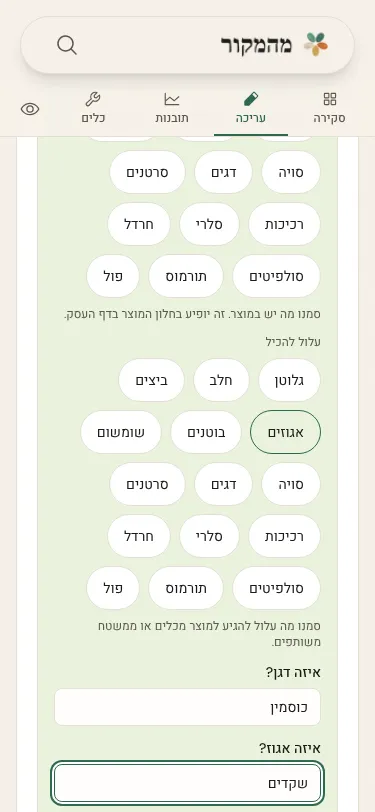 מהמקור
סקירה עריכה תובנות כלים
סויה דגים סרטנים
רכיכות סלרי חרדל
סולפיטים תורמוס פול
סמנו מה יש במוצר. זה יופיע בחלון המוצר בדף העסק.
עלול להכיל
גלוטן חלב ביצים
אגוזים בוטנים שומשום
סויה דגים סרטנים
רכיכות סלרי חרדל
סולפיטים תורמוס פול
סמנו מה עלול להגיע למוצר מכלים או ממשטח
משותפים.
איזה דגן?
כוסמין
איזה אגוז?
שקדים